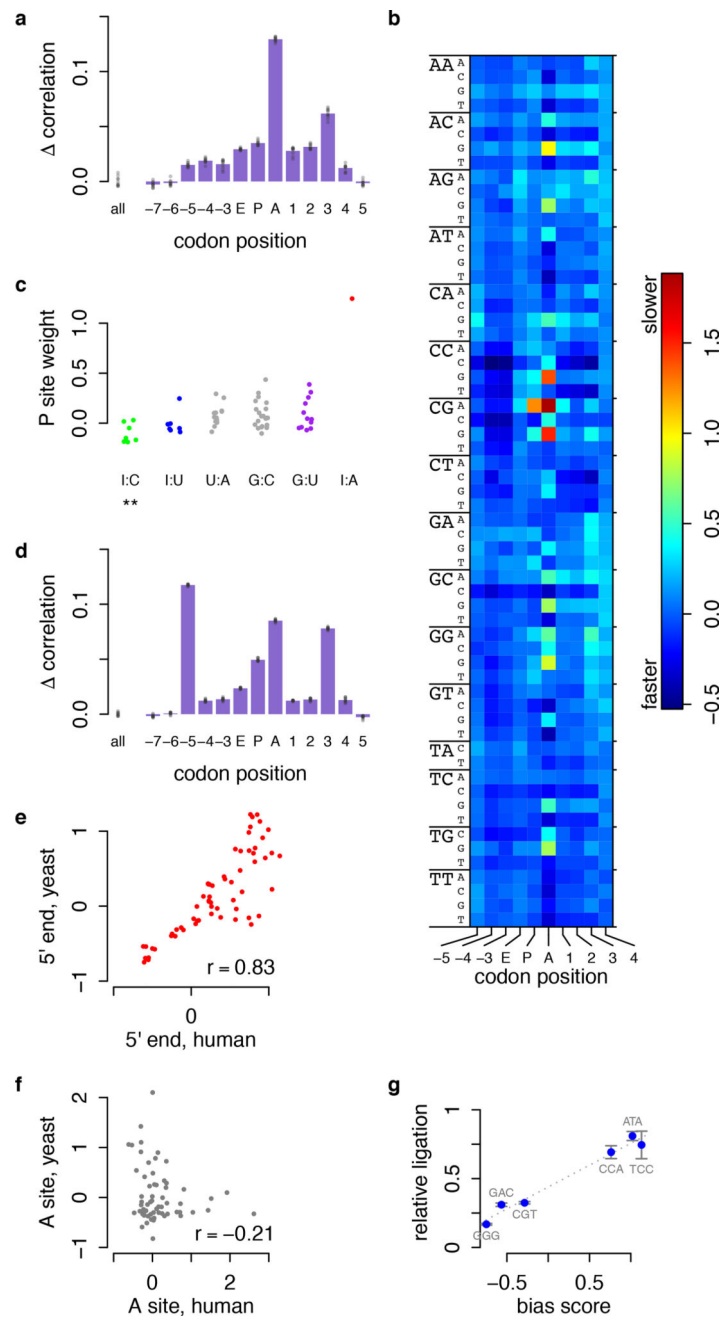 a
Δ correlation
0.1
0.0
all −7 −6 −5 −4 −3 E P A 1 2 3 4 5
codon position
b
AA A
C
G
T
AC A
C
G
T
AG A
C
G
T
AT A
C
G
T
CA A
C
G
T
CC A
C
G
T
CG A
C
G
T
CT A
C
G
T
GA A
C
G
T
GC A
C
G
T
GG A
C
G
T
GT A
C
G
T
TA C
T
TC A
C
G
T
TG C
G
T
TT A
C
G
T
−5 −4 −3 E P A 1 2 3 4
codon position
slower
faster
1.5
1.0
0.5
0.0
−0.5
c
P site weight
1.0
0.5
0.0
I:C I:U U:A G:C G:U I:A
**
d
Δ correlation
0.1
0.0
all −7 −6 −5 −4 −3 E P A 1 2 3 4 5
codon position
e
5' end, yeast
1
0
−1
r = 0.83
0
5' end, human
f
A site, yeast
2
1
0
−1
r = −0.21
0 2
A site, human
g
relative ligation
1
0.5
0
ATA
CCA TCC
GAC
CGT
GGG
−0.5 0.5
bias score